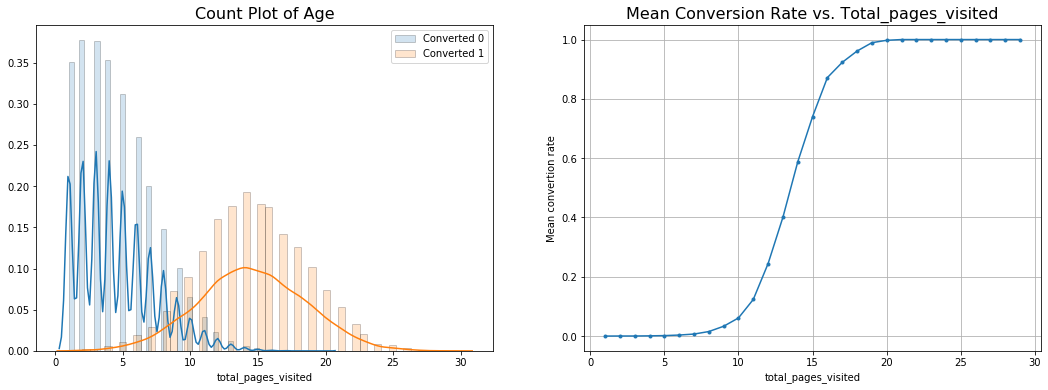 Count Plot of Age
Converted 0
Converted 1
0.35
0.30
0.25
0.20
0.15
0.10
0.05
0.00
0 5 10 15 20 25 30
total_pages_visited
Mean Conversion Rate vs. Total_pages_visited
Mean convertion rate
1.0
0.8
0.6
0.4
0.2
0.0
0 5 10 15 20 25 30
total_pages_visited